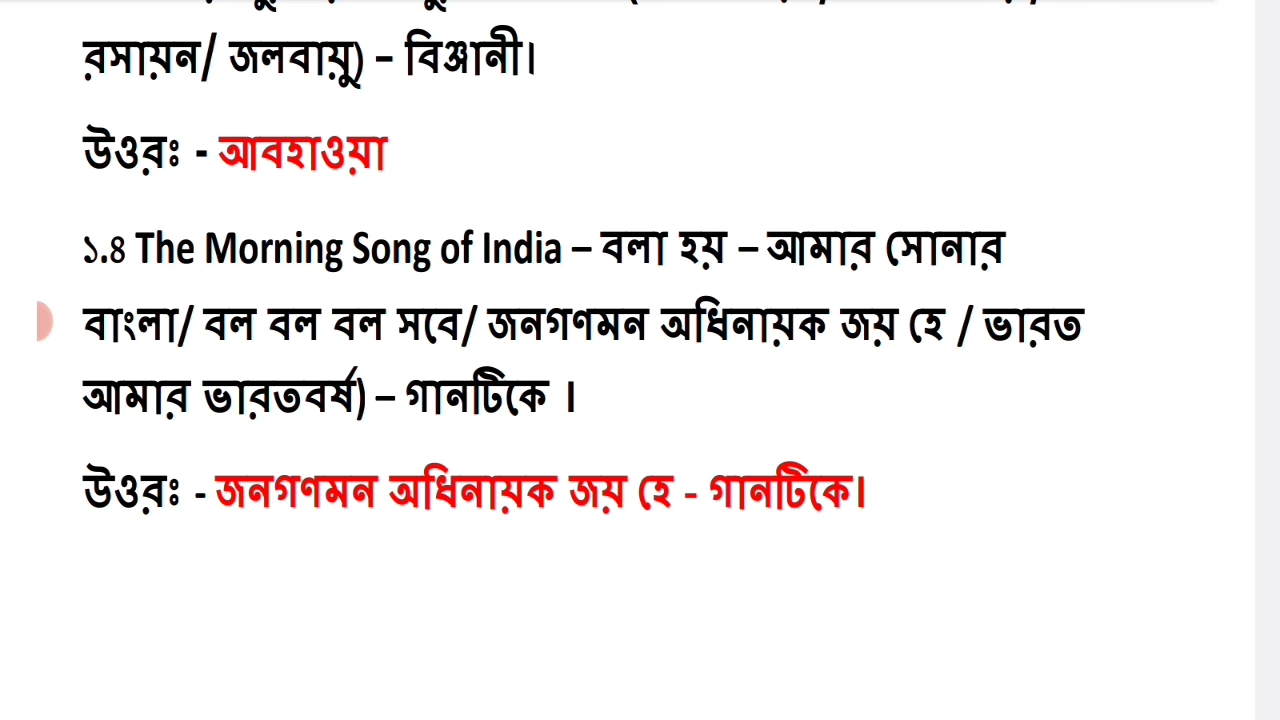 রসায়ন/ জলবায়ু) – বিঞ্জানী।
উওরঃ - আবহাওয়া
১.৪ The Morning Song of India – বলা হয় – আমার সোনার
বাংলা/ বল বল বল সবে/ জনগণমন অধিনায়ক জয় হে / ভারত
আমার ভারতবর্ষ) – গানটিকে ।
উওরঃ - জনগণমন অধিনায়ক জয় হে - গানটিকে।